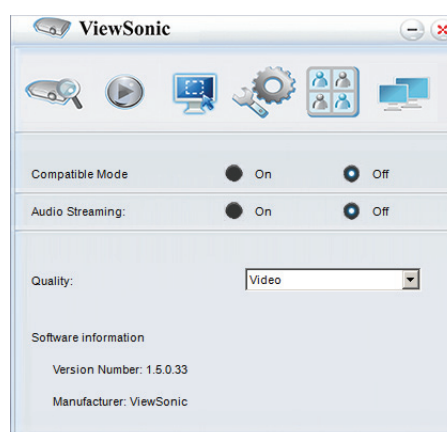 ViewSonic
Compatible Mode On Off
Audio Streaming: On Off
Quality: Video
Software information
Version Number: 1.5.0.33
Manufacturer: ViewSonic